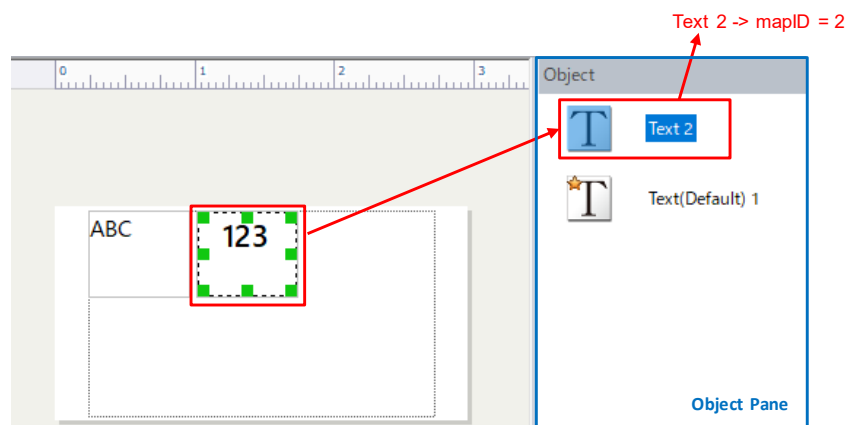 Text 2 -> mapID = 2
0 1 2 3
Object
Text 2
Text(Default) 1
ABC
123
T
T
Object Pane